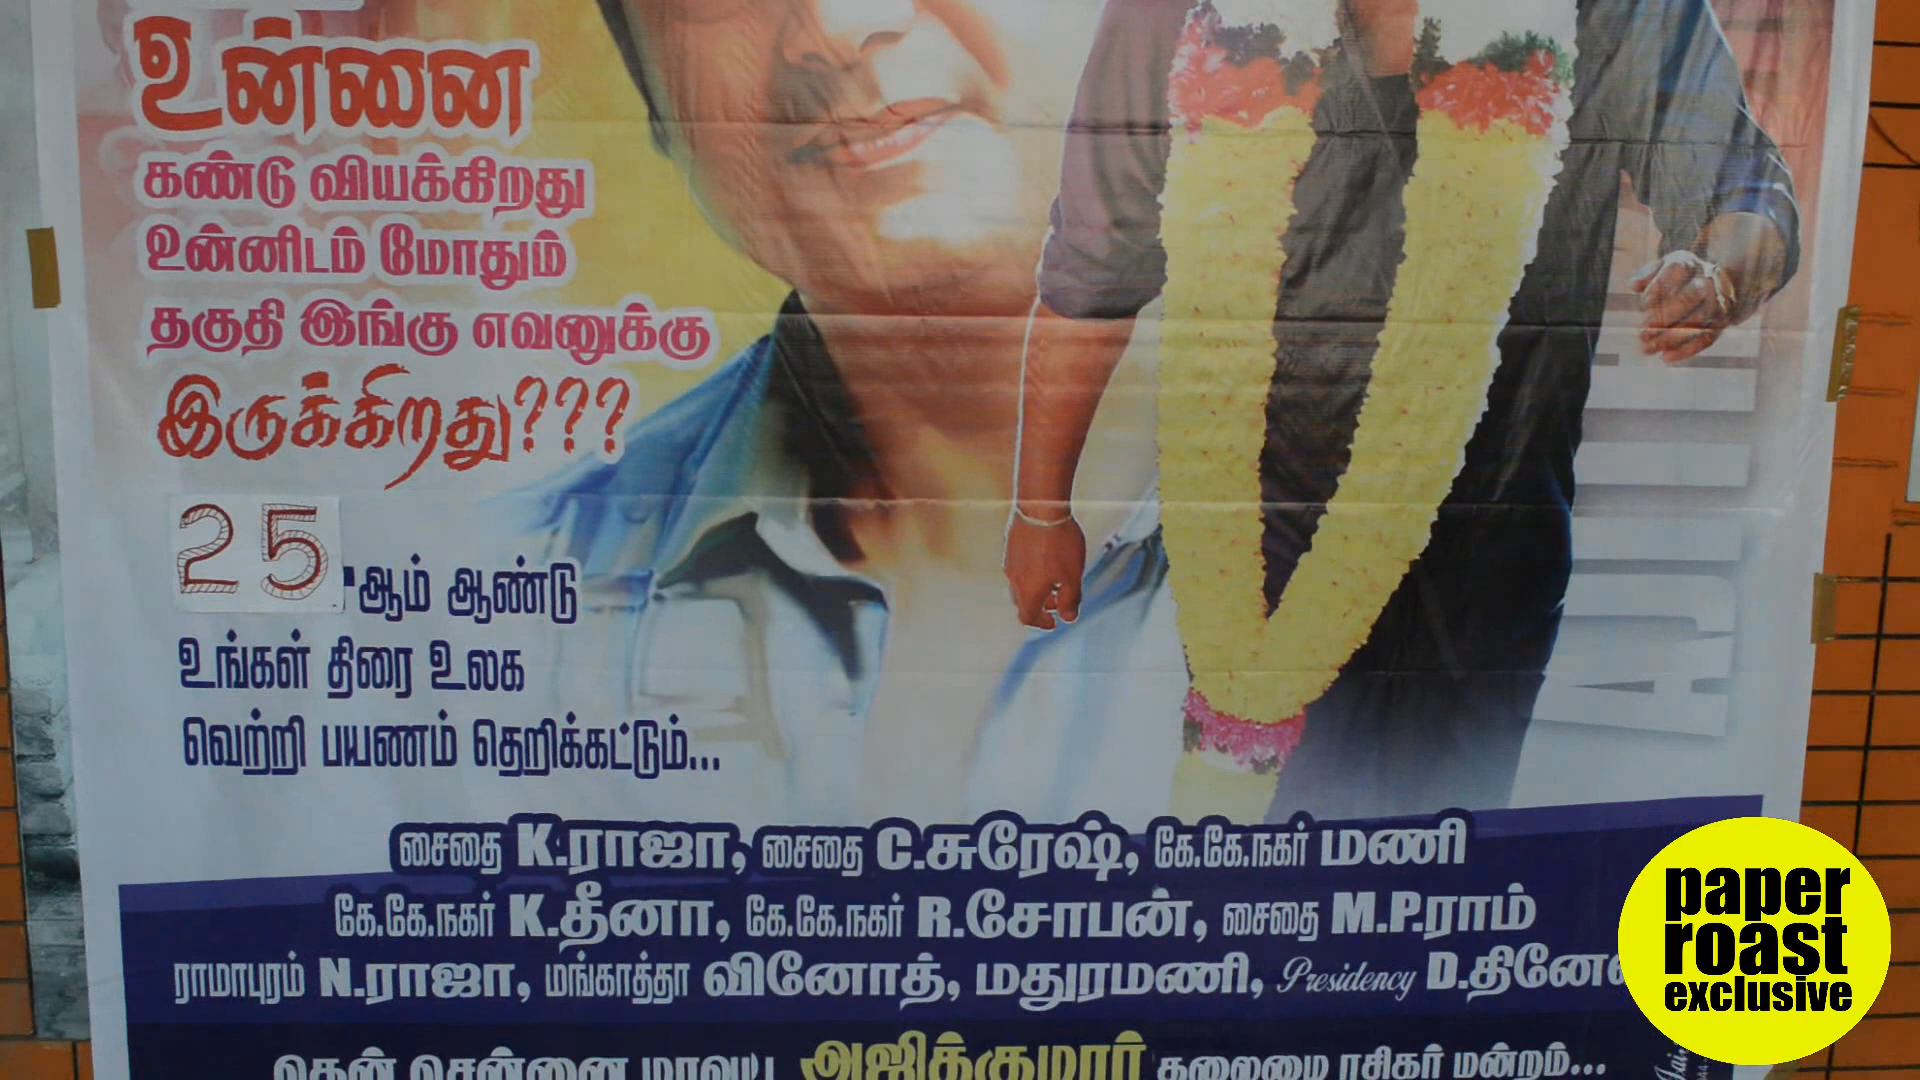 உன்னை
கண்டு வியக்கிறது
உன்னிடம் மோதும்
தகுதி இங்கு எவனுக்கு
இருக்கிறது???
25 ஆம் ஆண்டு
உங்கள் திரை உலக
வெற்றி பயணம் தெறிக்கட்டும்...
சைதை K.ராஜா, சைதை C.சுரேஷ், கே.கே.நகர் மணி
கே.கே.நகர் K.தீனா, கே.கே.நகர் R.சோபன், சைதை M.P.ராம்
ராமாபுரம் N.ராஜா, மங்காத்தா வினோத், மதுரமணி, Presidency D.தினே
தென் சென்னை மாவட்ட அஜித்குமார் தலைமை ரசிகர் மன்றம்...
AJITH
paper
roast
exclusive